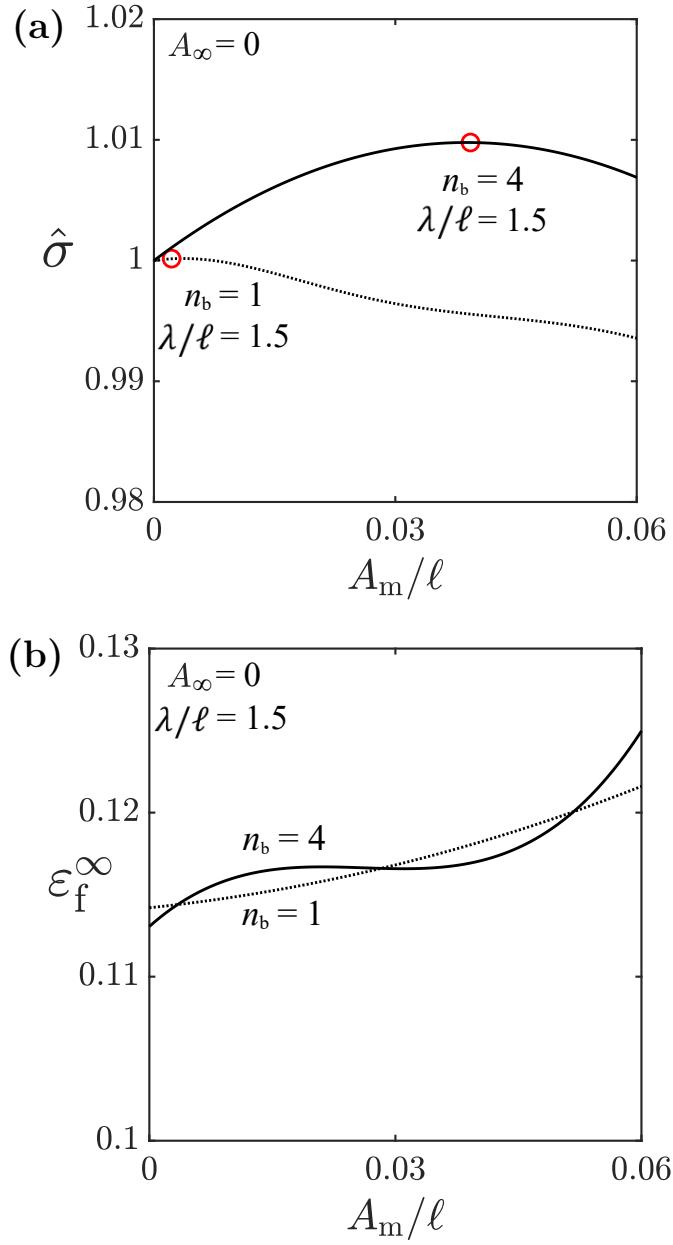 (a)
1.02
A∞ = 0
1.01
n_b = 4
λ/ℓ = 1.5
σ̂
1
n_b = 1
λ/ℓ = 1.5
0.99
0.98
0
0.03
0.06
A_m/ℓ
(b)
0.13
A∞ = 0
λ/ℓ = 1.5
0.12
n_b = 4
ε_f^∞
n_b = 1
0.11
0.1
0
0.03
0.06
A_m/ℓ